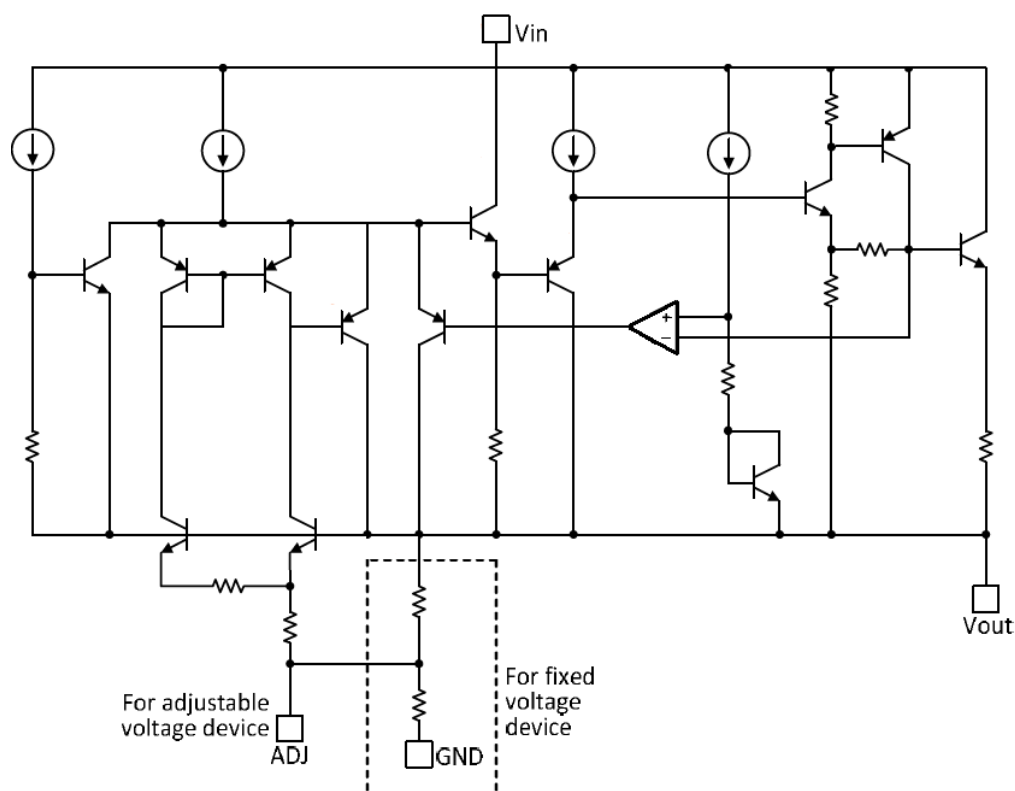 Vin
+
−
Vout
For fixed
voltage
device
For adjustable
voltage device
ADJ
GND